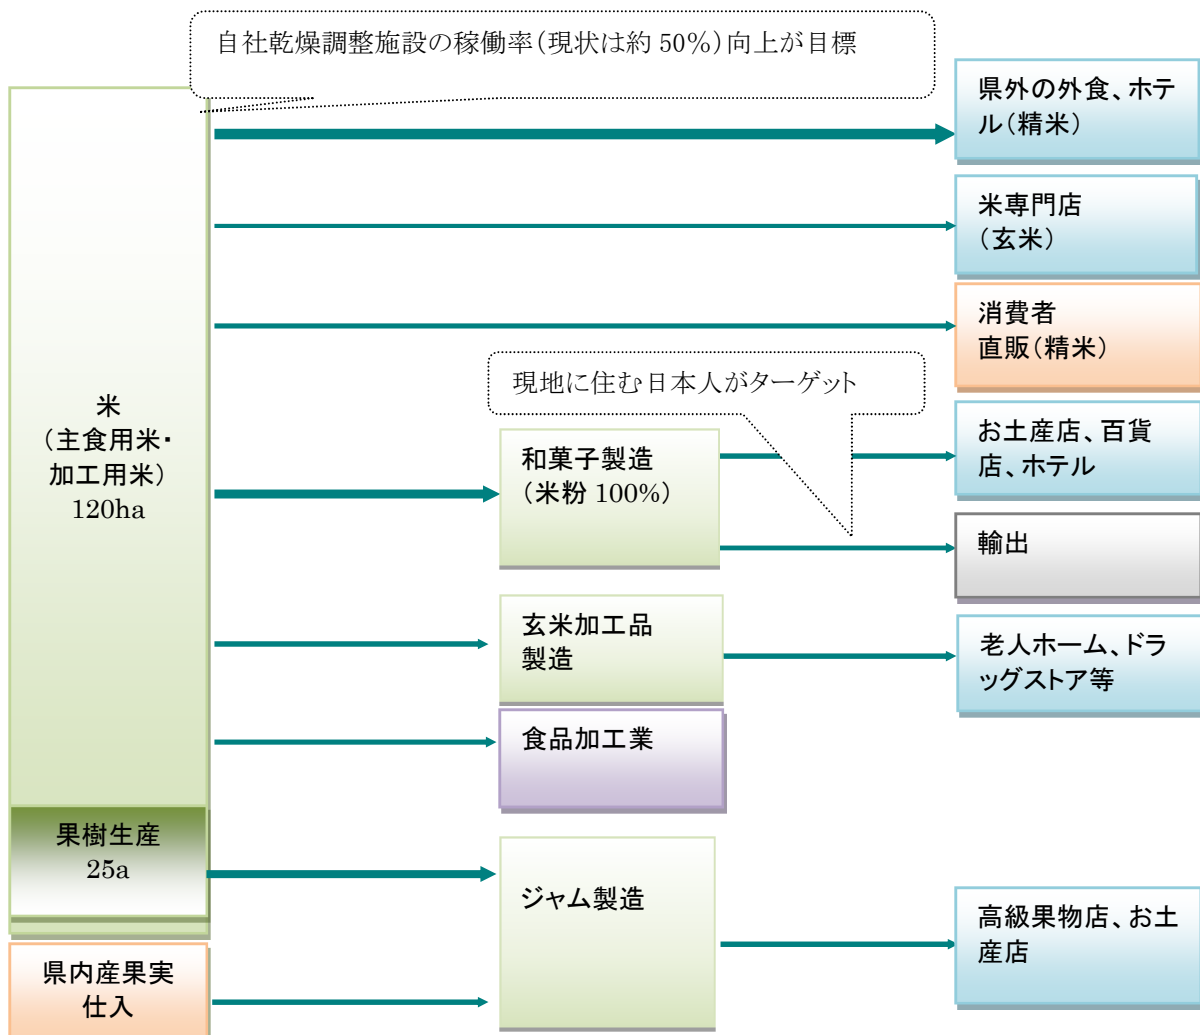 自社乾燥調整施設の稼働率(現状は約 50%)向上が目標
県外の外食、ホテ
ル(精米)
米専門店
(玄米)
消費者
直販(精米)
現地に住む日本人がターゲット
米
(主食用米・
加工用米)
120ha
和菓子製造
(米粉 100%)
お土産店、百貨
店、ホテル
輸出
玄米加工品
製造
老人ホーム、ドラ
ッグストア等
食品加工業
果樹生産
25a
ジャム製造
高級果物店、お土
産店
県内産果実
仕入